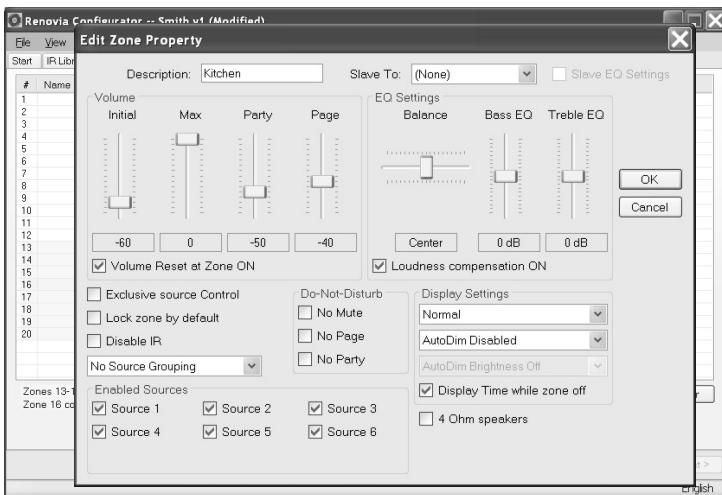 Renovia Configurator -- Smith v1 (Modified)
File View
Edit Zone Property
Start IR Libr
# Name
1
2
3
4
5
6
7
8
9
10
11
12
13
14
15
16
17
18
19
20
Zones 13-1
Zone 16 co
Description: Kitchen Slave To: (None) Slave EQ Settings
Volume
Initial Max Party Page
-60 0 -50 -40
Volume Reset at Zone ON
EQ Settings
Balance Bass EQ Treble EQ
Center 0 dB 0 dB
Loudness compensation ON
OK
Cancel
Exclusive source Control
Lock zone by default
Disable IR
No Source Grouping
Do-Not-Disturb
No Mute
No Page
No Party
Display Settings
Normal
AutoDim Disabled
AutoDim Brightness Off
Display Time while zone off
Enabled Sources
Source 1 Source 2 Source 3
Source 4 Source 5 Source 6
4 Ohm speakers
English